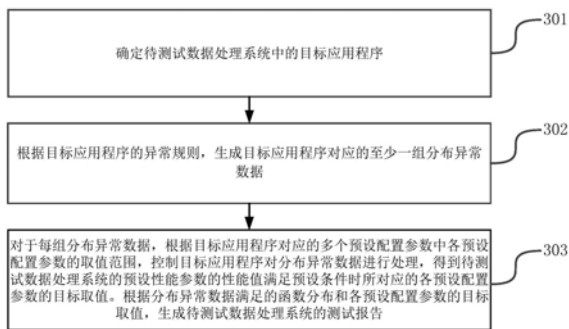 确定待测试数据处理系统中的目标应用程序
301
根据目标应用程序的异常规则，生成目标应用程序对应的至少一组分布异常
数据
302
对于每组分布异常数据，根据目标应用程序对应的多个预设配置参数中各预设
配置参数的取值范围，控制目标应用程序对分布异常数据进行处理，得到待测
试数据处理系统的预设性能参数的性能值满足预设条件时所对应的各预设配置
参数的目标取值。根据分布异常数据满足的函数分布和各预设配置参数的目标
取值，生成待测试数据处理系统的测试报告
303